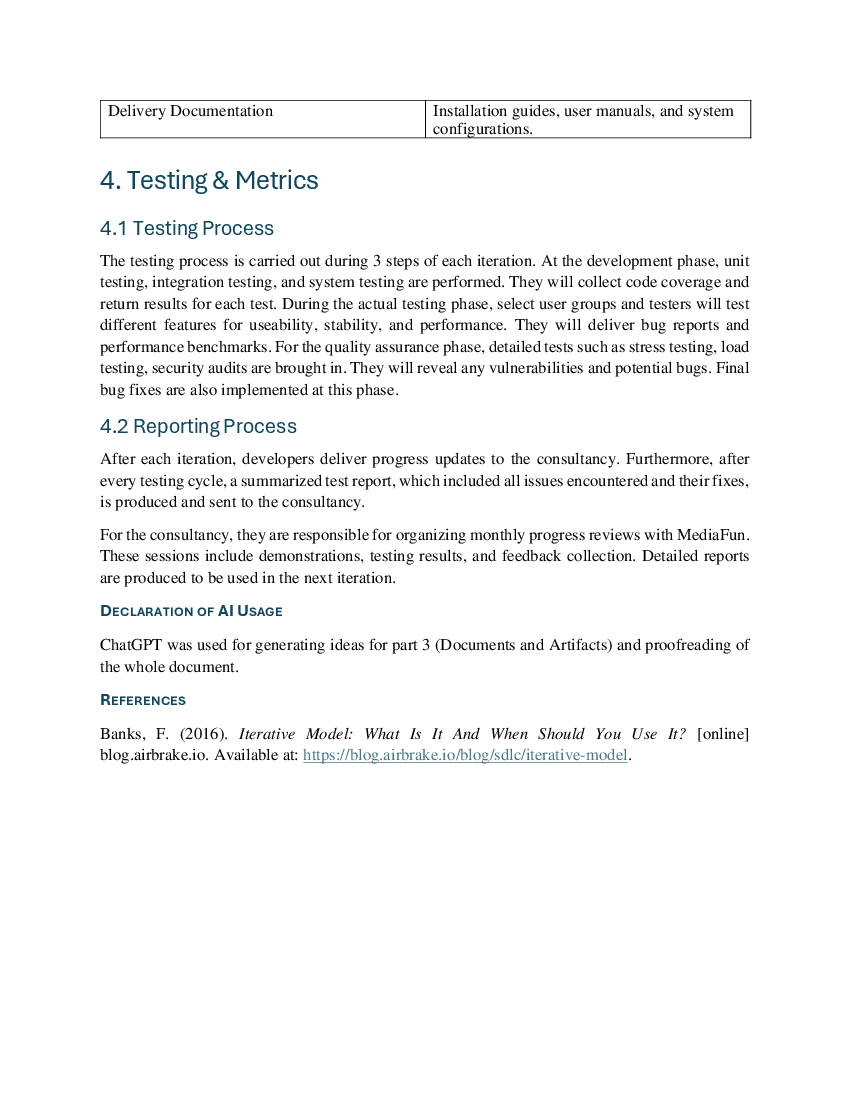 Delivery Documentation
Installation guides, user manuals, and system
configurations.
4. Testing & Metrics
4.1 Testing Process
The testing process is carried out during 3 steps of each iteration. At the development phase, unit
testing, integration testing, and system testing are performed. They will collect code coverage and
return results for each test. During the actual testing phase, select user groups and testers will test
different features for useability, stability, and performance. They will deliver bug reports and
performance benchmarks. For the quality assurance phase, detailed tests such as stress testing, load
testing, security audits are brought in. They will reveal any vulnerabilities and potential bugs. Final
bug fixes are also implemented at this phase.
4.2 Reporting Process
After each iteration, developers deliver progress updates to the consultancy. Furthermore, after
every testing cycle, a summarized test report, which included all issues encountered and their fixes,
is produced and sent to the consultancy.
For the consultancy, they are responsible for organizing monthly progress reviews with MediaFun.
These sessions include demonstrations, testing results, and feedback collection. Detailed reports
are produced to be used in the next iteration.
DECLARATION OF AI USAGE
ChatGPT was used for generating ideas for part 3 (Documents and Artifacts) and proofreading of
the whole document.
REFERENCES
Banks, F. (2016). Iterative Model: What Is It And When Should You Use It? [online]
blog.airbrake.io. Available at: https://blog.airbrake.io/blog/sdlc/iterative-model.